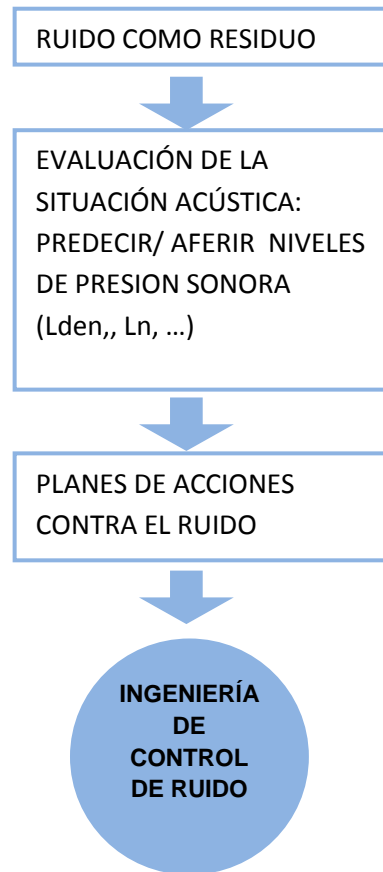 RUIDO COMO RESIDUO
EVALUACIÓN DE LA
SITUACIÓN ACÚSTICA:
PREDECIR/ AFERIR NIVELES
DE PRESION SONORA
(Lden,, Ln, ...)
PLANES DE ACCIONES
CONTRA EL RUIDO
INGENIERÍA
DE
CONTROL
DE RUIDO